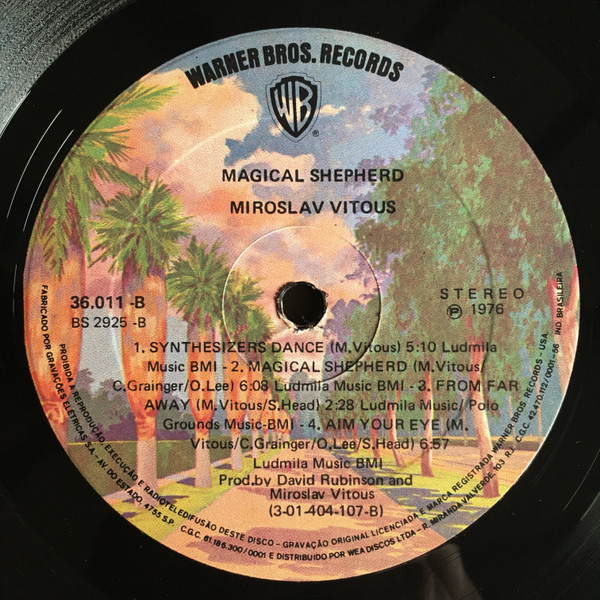 WARNER BROS. RECORDS
WB
®
MAGICAL SHEPHERD
MIROSLAV VITOUS
36.011 -B
BS 2925 -B
STEREO
Ⓟ 1976
1. SYNTHESIZERS DANCE (M.Vitous) 5:10 Ludmila
Music BMI - 2. MAGICAL SHEPHERD (M.Vitous/
C.Grainger/O.Lee) 6:08 Ludmila Music BMI - 3. FROM FAR
AWAY (M.Vitous/S.Head) 2:28 Ludmila Music/ Polo
Grounds Music-BMI - 4. AIM YOUR EYE (M.
Vitous/C.Grainger/O.Lee/S.Head) 6:57
Ludmila Music BMI
Prod.by David Rubinson and
Miroslav Vitous
(3-01-404-107-B)
FABRICADO POR GRAVAÇÕES ELÉTRICAS S.A. - AV. DO ESTADO, 4755 S.P. C.G.C. 61.186.300/0001 E DISTRIBUIDO POR WEA DISCOS LTDA - R. MIRANDA VALVERDE, 103 R.J. C.G.C. 42.470.112/0001-56 IND. BRASILEIRA
PROIBIDA A REPRODUÇÃO, EXECUÇÃO E RADIOTELEDIFUSÃO DESTE DISCO - GRAVAÇÃO ORIGINAL LICENCIADA E MARCA REGISTRADA WARNER BROS. RECORDS - USA.